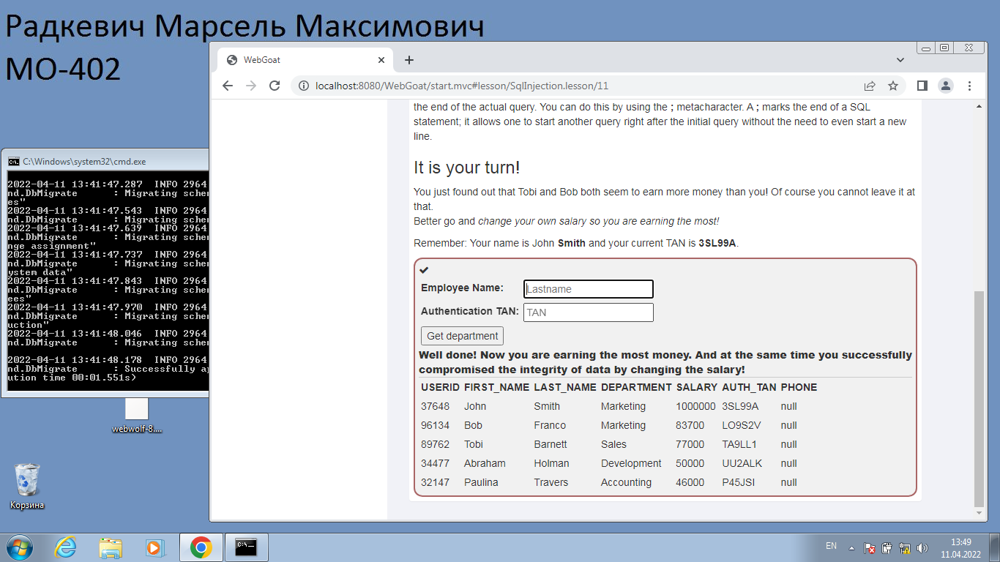 Радкевич Марсель Максимович
МО-402
WebGoat
localhost:8080/WebGoat/start.mvc#lesson/SqlInjection.lesson/11
the end of the actual query. You can do this by using the ; metacharacter. A ; marks the end of a SQL
statement; it allows one to start another query right after the initial query without the need to even start a new
line.
It is your turn!
You just found out that Tobi and Bob both seem to earn more money than you! Of course you cannot leave it at
that.
Better go and change your own salary so you are earning the most!
Remember: Your name is John Smith and your current TAN is 3SL99A.
Employee Name: Lastname
Authentication TAN: TAN
Get department
Well done! Now you are earning the most money. And at the same time you successfully
compromised the integrity of data by changing the salary!
USERID FIRST_NAME LAST_NAME DEPARTMENT SALARY AUTH_TAN PHONE
37648 John Smith Marketing 1000000 3SL99A null
96134 Bob Franco Marketing 83700 LO9S2V null
89762 Tobi Barnett Sales 77000 TA9LL1 null
34477 Abraham Holman Development 50000 UU2ALK null
32147 Paulina Travers Accounting 46000 P45JSI null
C:\Windows\system32\cmd.exe
2022-04-11 13:41:47.287 INFO 2964
nd.DbMigrate : Migrating scher
es"
2022-04-11 13:41:47.543 INFO 2964
nd.DbMigrate : Migrating scher
2022-04-11 13:41:47.639 INFO 2964
nd.DbMigrate : Migrating scher
nge assignment"
2022-04-11 13:41:47.737 INFO 2964
nd.DbMigrate : Migrating scher
ystem data"
2022-04-11 13:41:47.843 INFO 2964
nd.DbMigrate : Migrating scher
ees"
2022-04-11 13:41:47.970 INFO 2964
nd.DbMigrate : Migrating scher
uction"
2022-04-11 13:41:48.046 INFO 2964
nd.DbMigrate : Migrating scher
2022-04-11 13:41:48.178 INFO 2964
nd.DbMigrate : Successfully ap
ution time 00:01.551s)
webwolf-8....
Корзина
EN
13:49
11.04.2022